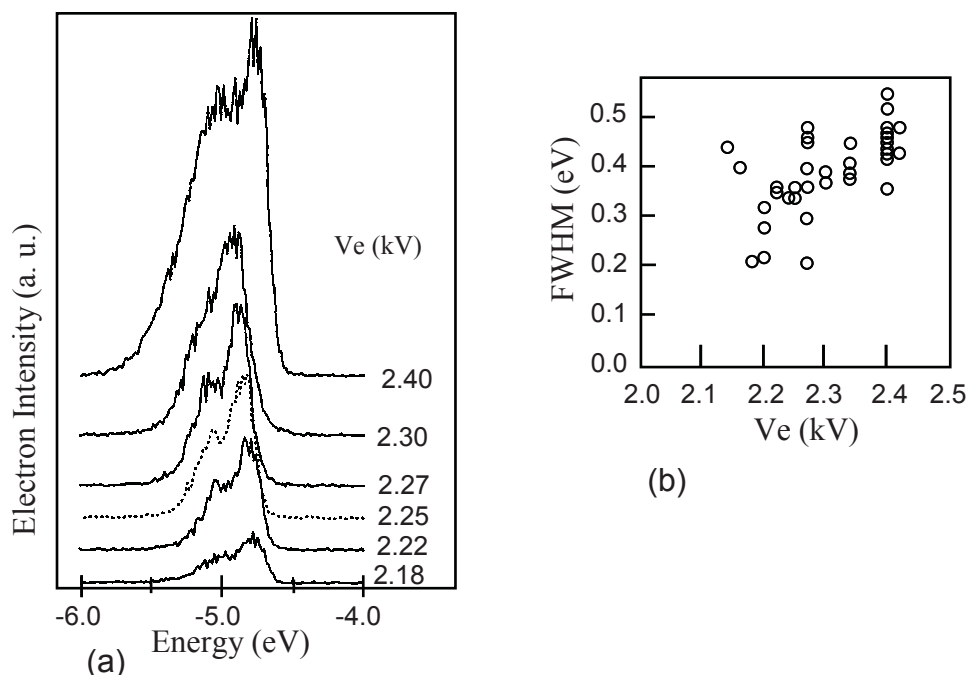 Electron Intensity (a. u.)
Ve (kV)
2.40
2.30
2.27
2.25
2.22
2.18
-6.0 -5.0 -4.0
Energy (eV)
(a)
FWHM (eV)
0.5
0.4
0.3
0.2
0.1
0.0
2.0 2.1 2.2 2.3 2.4 2.5
Ve (kV)
(b)